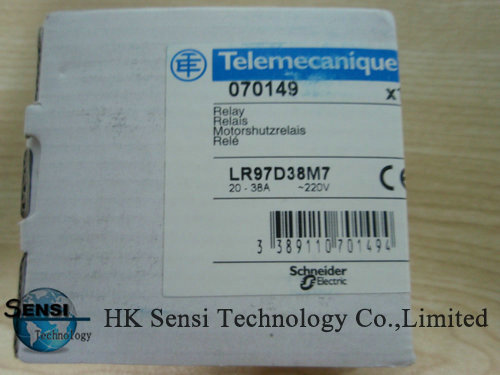 Telemecanique
070149
x1
Relay
Relais
Motorshutzrelais
Relé
LR97D38M7
20 - 38A ~220V
CE
3 389110 701494
Schneider
Electric
SENSI
Technology
HK Sensi Technology Co.,Limited